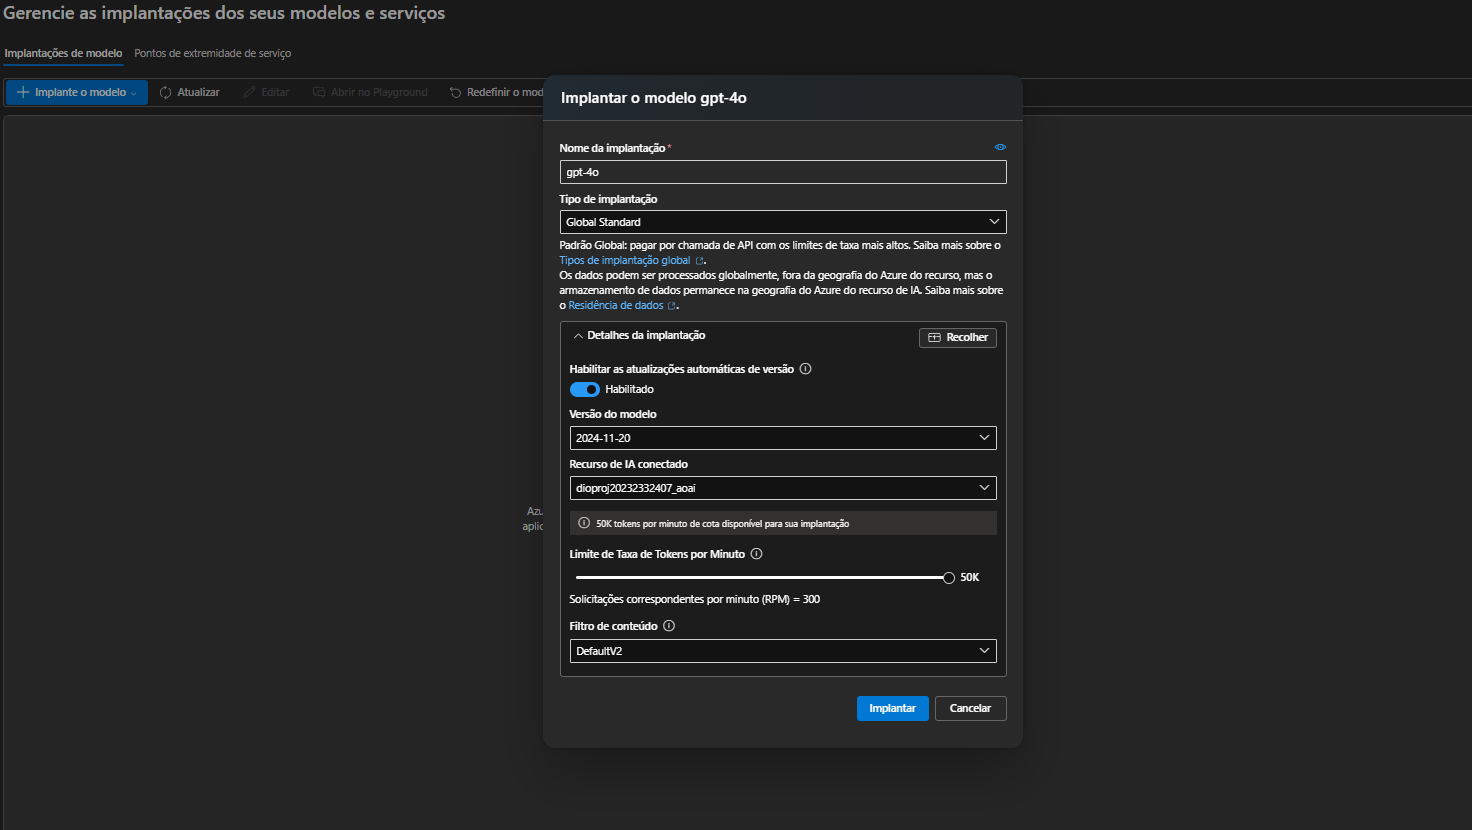 Gerencie as implantações dos seus modelos e serviços
Implantações de modelo Pontos de extremidade de serviço
Implante o modelo Atualizar Editar Abrir no Playground Redefinir o mod
Implantar o modelo gpt-4o
Nome da implantação*
gpt-4o
Tipo de implantação
Global Standard
Padrão Global: pagar por chamada de API com os limites de taxa mais altos. Saiba mais sobre o
Tipos de implantação global.
Os dados podem ser processados globalmente, fora da geografia do Azure do recurso, mas o
armazenamento de dados permanece na geografia do Azure do recurso de IA. Saiba mais sobre
o Residência de dados.
Detalhes da implantação Recolher
Habilitar as atualizações automáticas de versão
Habilitado
Versão do modelo
2024-11-20
Recurso de IA conectado
dioproj20232332407_aoai
Azu
aplic
50K tokens por minuto de cota disponível para sua implantação
Limite de Taxa de Tokens por Minuto
50K
Solicitações correspondentes por minuto (RPM) = 300
Filtro de conteúdo
DefaultV2
Implantar Cancelar